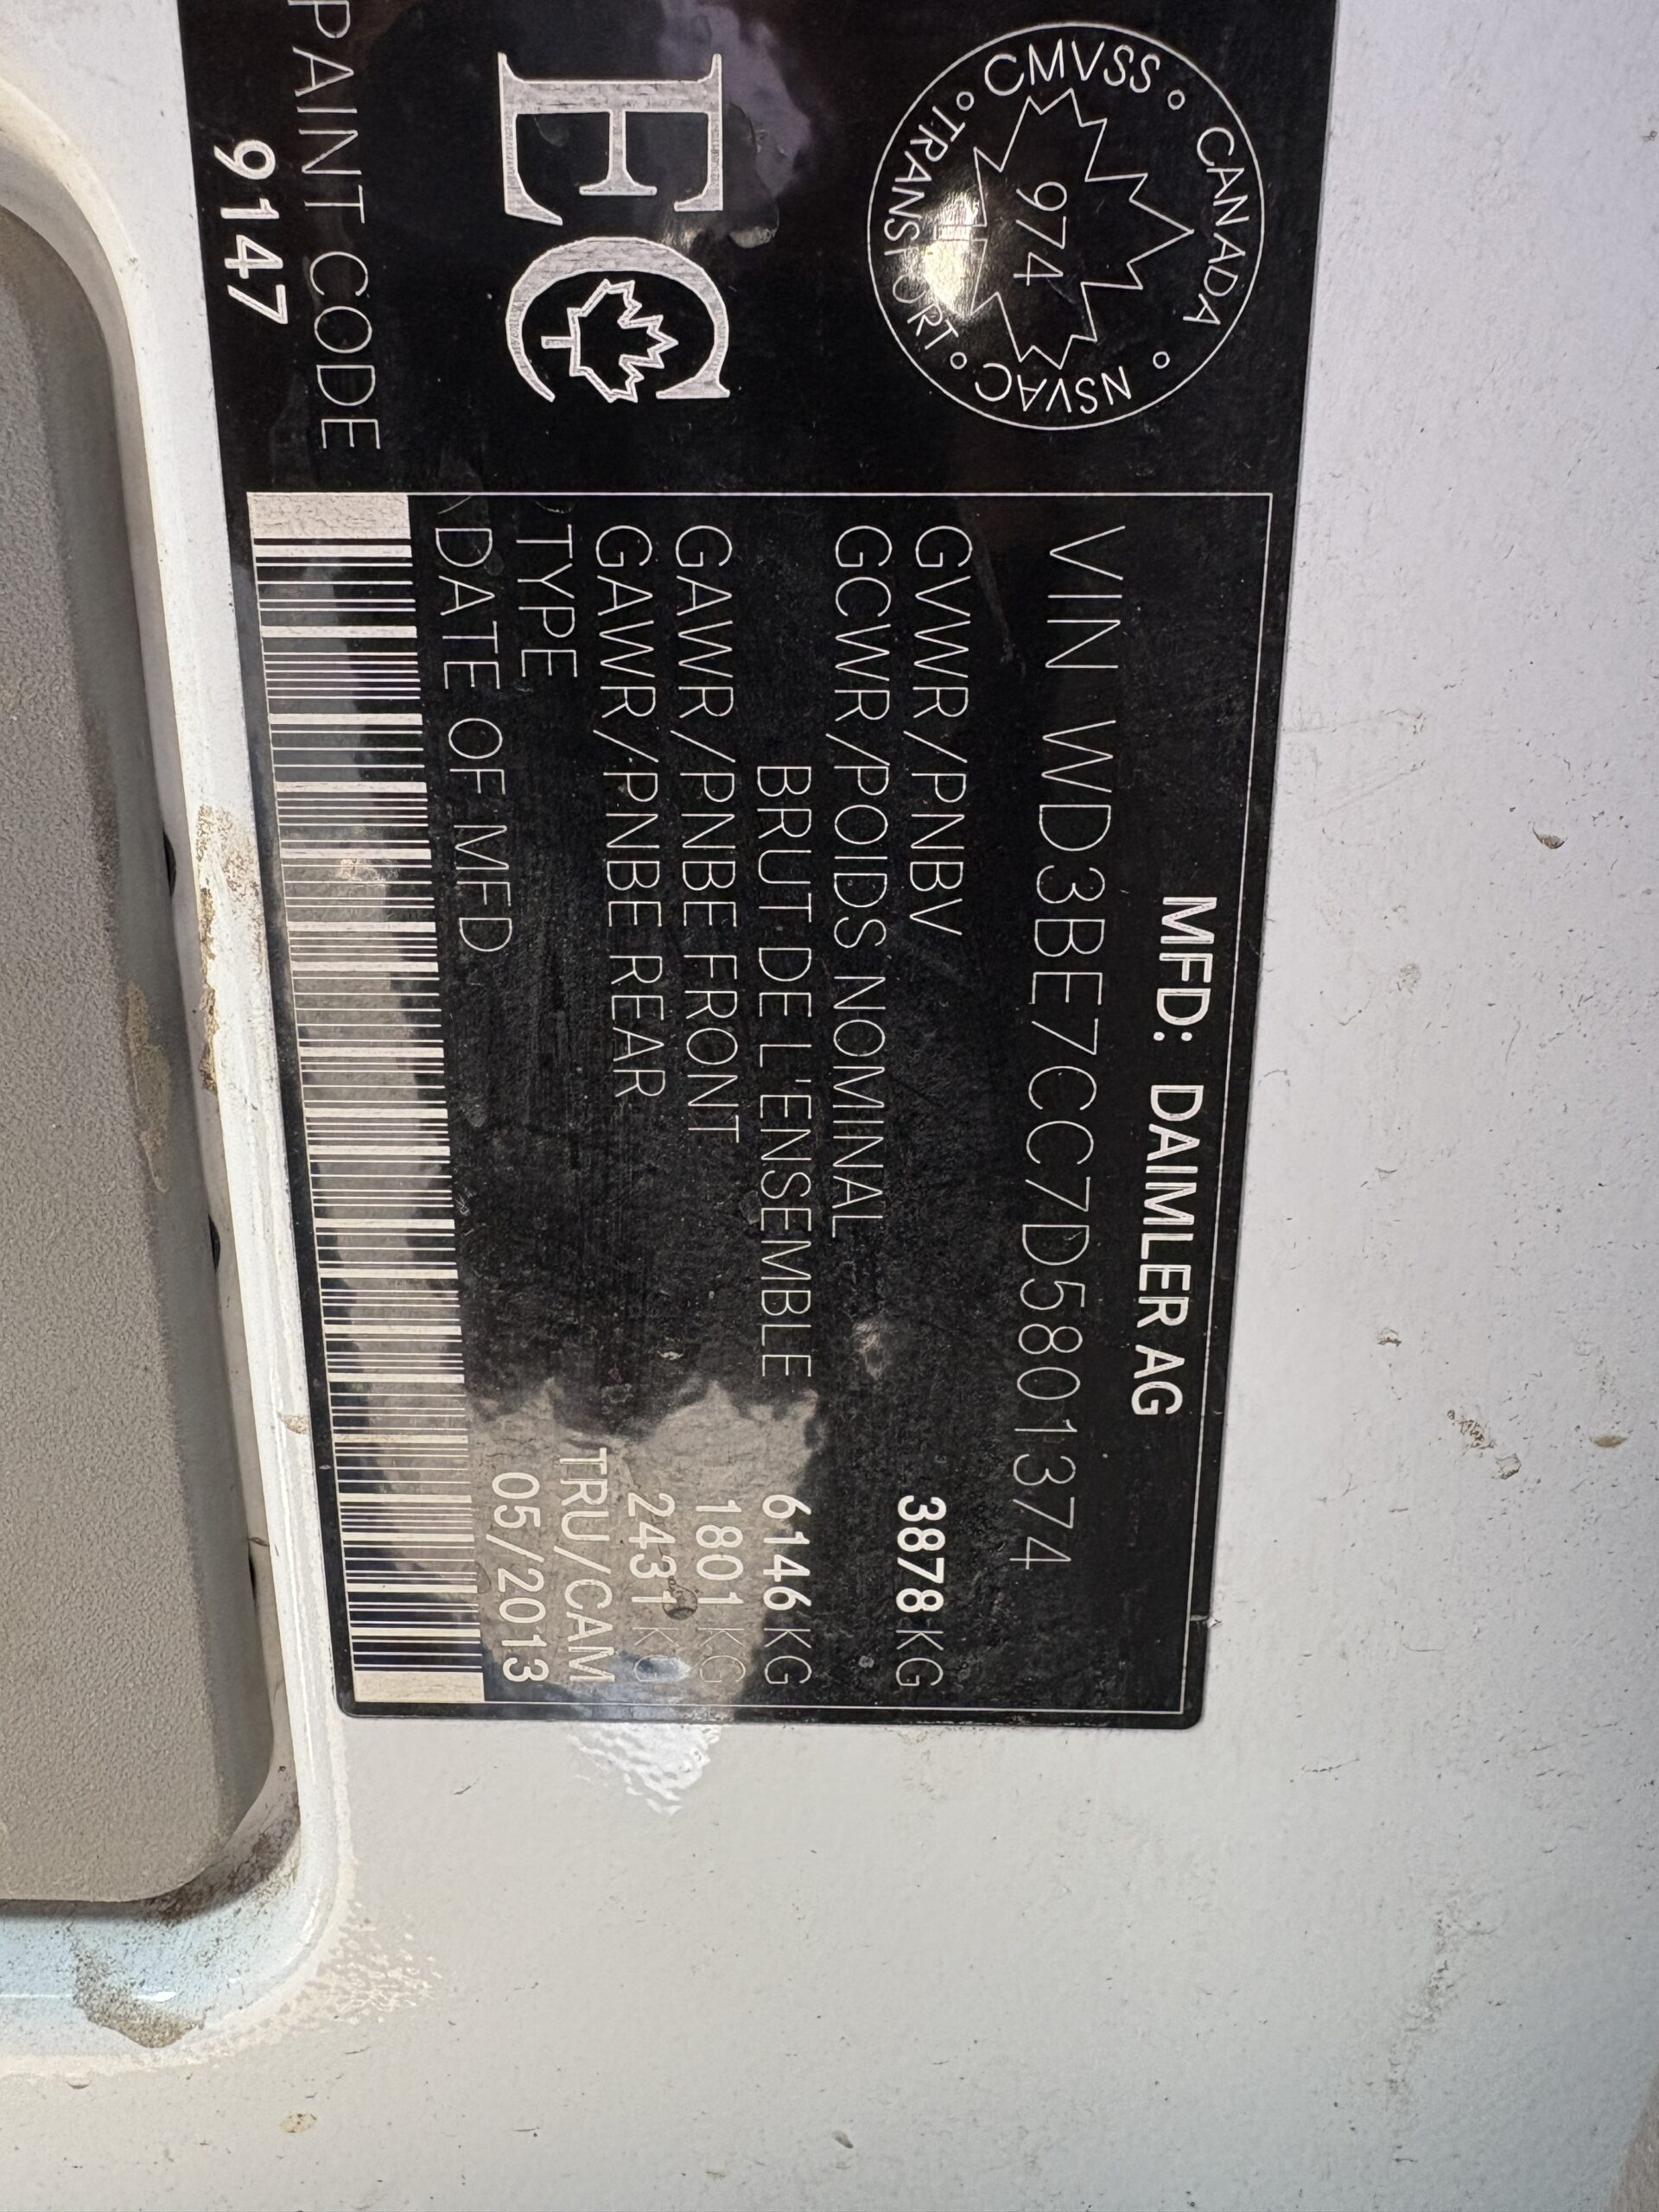 CMVSS · CANADA · NSVAC · TRANSPORT ·
974
EC
PAINT CODE
9147
MFD: DAIMLER AG
VIN WD3BE7CC7D5801374
GVWR/PNBV 3878 KG
GCWR/POIDS NOMINAL
BRUT DE L'ENSEMBLE 6146 KG
GAWR/PNBE FRONT 1801 KG
GAWR/PNBE REAR 2431 KG
TYPE TRU/CAM
DATE OF MFD 05/2013